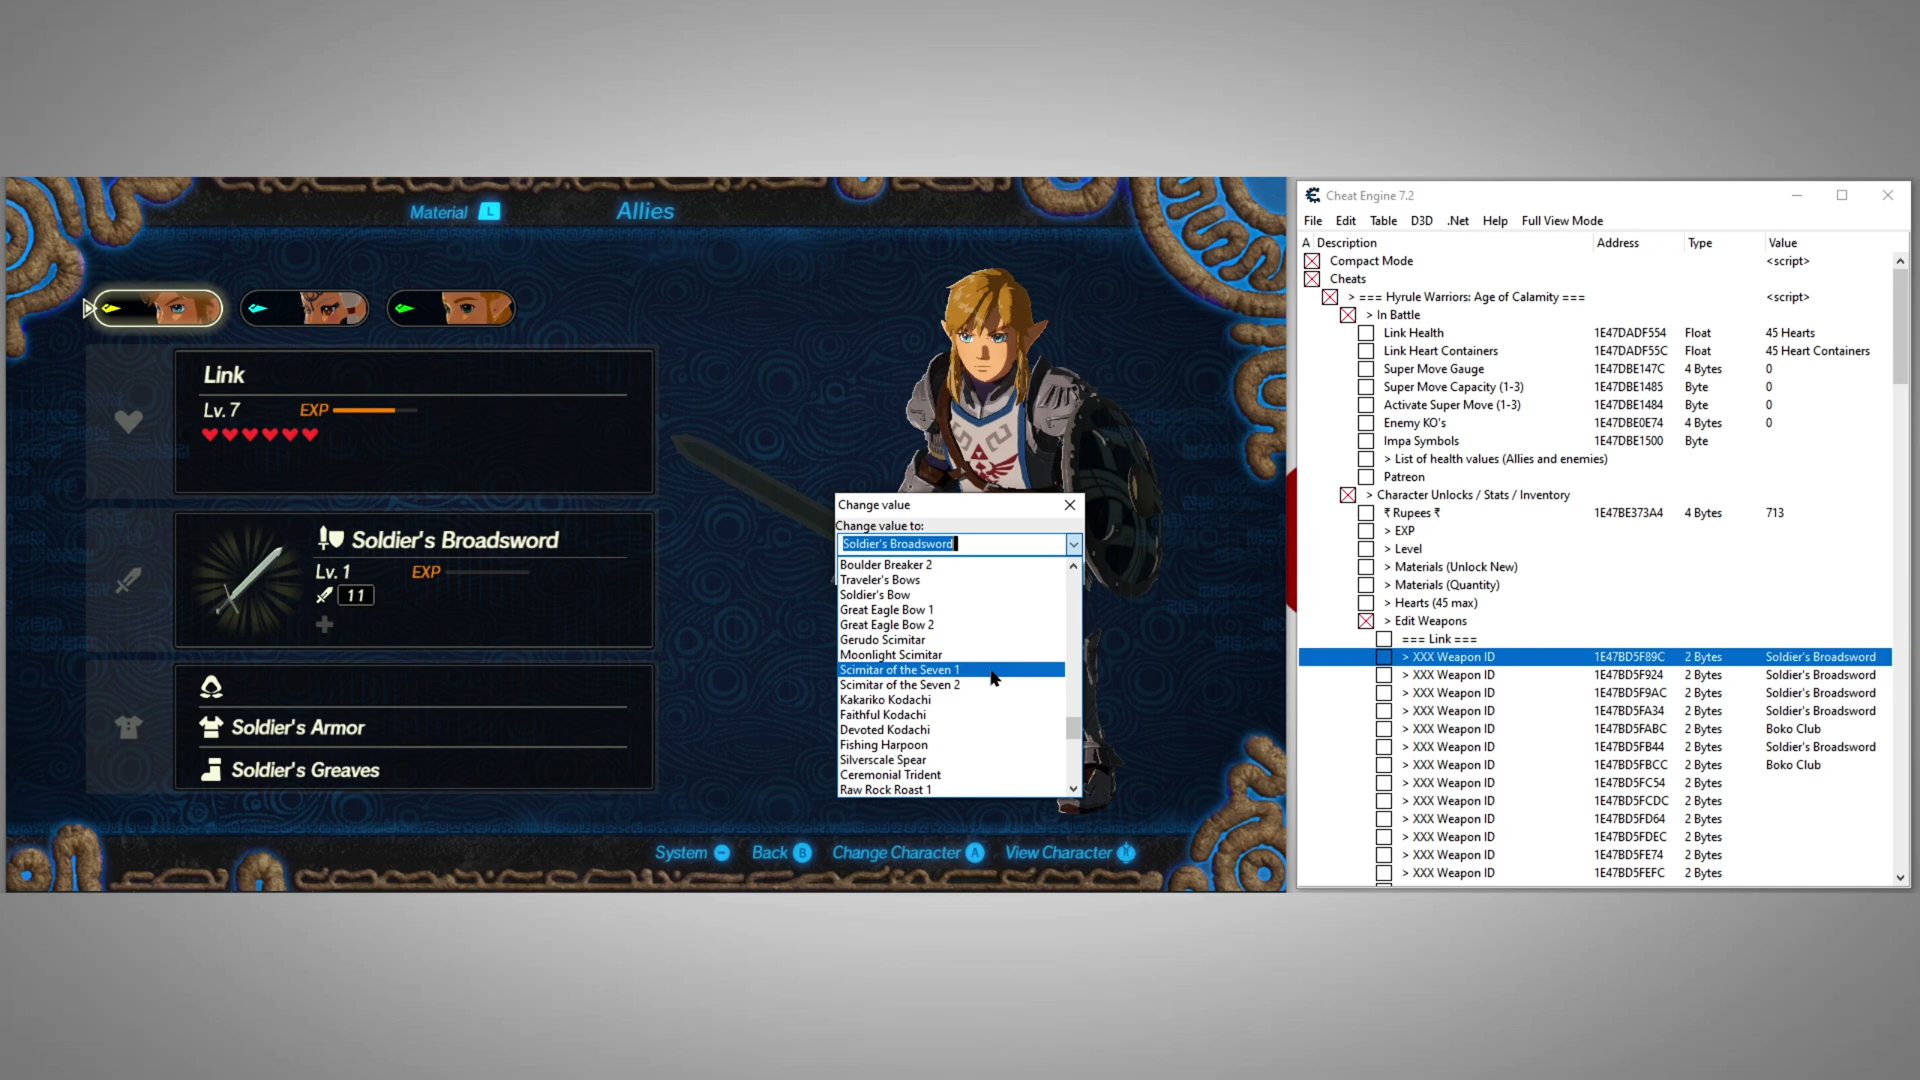 Material L
Allies
Link
Lv. 7 EXP
Soldier's Broadsword
Lv. 1 EXP
11
Soldier's Armor
Soldier's Greaves
System Back B Change Character A View Character R
Change value
Change value to:
Soldier's Broadsword
Boulder Breaker 2
Traveler's Bows
Soldier's Bow
Great Eagle Bow 1
Great Eagle Bow 2
Gerudo Scimitar
Moonlight Scimitar
Scimitar of the Seven 1
Scimitar of the Seven 2
Kakariko Kodachi
Faithful Kodachi
Devoted Kodachi
Fishing Harpoon
Silverscale Spear
Ceremonial Trident
Raw Rock Roast 1
Cheat Engine 7.2
File Edit Table D3D .Net Help Full View Mode
A Description Address Type Value
Compact Mode <script>
Cheats
> === Hyrule Warriors: Age of Calamity === <script>
> In Battle
Link Health 1E47DADF554 Float 45 Hearts
Link Heart Containers 1E47DADF55C Float 45 Heart Containers
Super Move Gauge 1E47DBE147C 4 Bytes 0
Super Move Capacity (1-3) 1E47DBE1485 Byte 0
Activate Super Move (1-3) 1E47DBE1484 Byte 0
Enemy KO's 1E47DBE0E74 4 Bytes 0
Impa Symbols 1E47DBE1500 Byte
> List of health values (Allies and enemies)
Patreon
> Character Unlocks / Stats / Inventory
₹ Rupees ₹ 1E47BE373A4 4 Bytes 713
> EXP
> Level
> Materials (Unlock New)
> Materials (Quantity)
> Hearts (45 max)
> Edit Weapons
=== Link ===
> XXX Weapon ID 1E47BD5F89C 2 Bytes Soldier's Broadsword
> XXX Weapon ID 1E47BD5F924 2 Bytes Soldier's Broadsword
> XXX Weapon ID 1E47BD5F9AC 2 Bytes Soldier's Broadsword
> XXX Weapon ID 1E47BD5FA34 2 Bytes Soldier's Broadsword
> XXX Weapon ID 1E47BD5FABC 2 Bytes Boko Club
> XXX Weapon ID 1E47BD5FB44 2 Bytes Soldier's Broadsword
> XXX Weapon ID 1E47BD5FBCC 2 Bytes Boko Club
> XXX Weapon ID 1E47BD5FC54 2 Bytes
> XXX Weapon ID 1E47BD5FCDC 2 Bytes
> XXX Weapon ID 1E47BD5FD64 2 Bytes
> XXX Weapon ID 1E47BD5FDEC 2 Bytes
> XXX Weapon ID 1E47BD5FE74 2 Bytes
> XXX Weapon ID 1E47BD5FEFC 2 Bytes